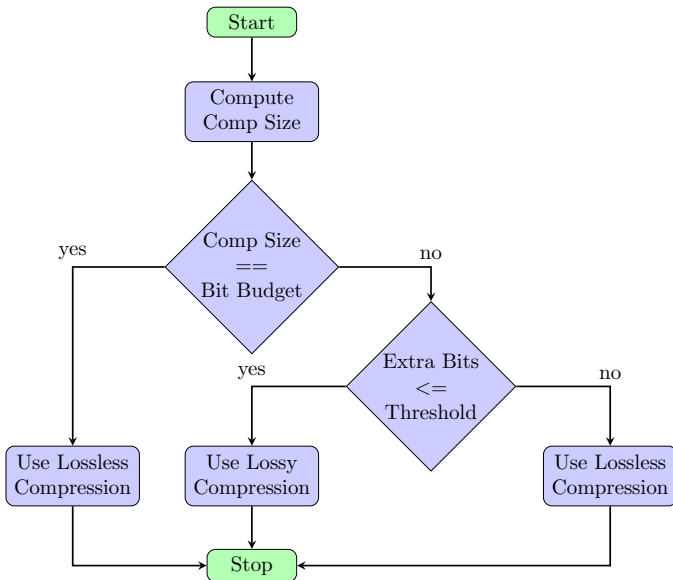 Start
Compute
Comp Size
Comp Size
==
Bit Budget
yes
no
Extra Bits
<=
Threshold
yes
no
Use Lossless
Compression
Use Lossy
Compression
Use Lossless
Compression
Stop